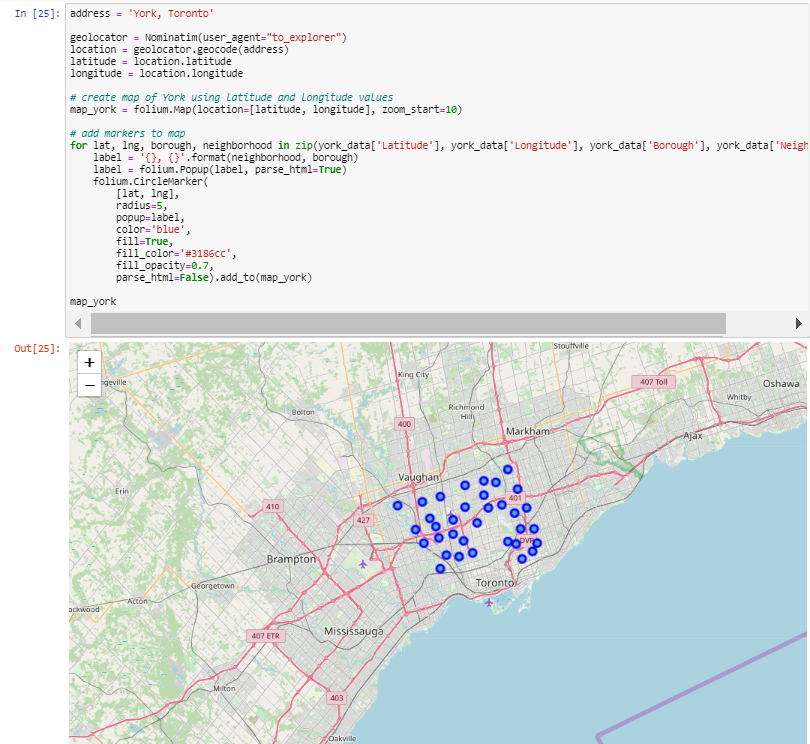 In [25]:
address = 'York, Toronto'
geolocator = Nominatim(user_agent="to_explorer")
location = geolocator.geocode(address)
latitude = location.latitude
longitude = location.longitude
# create map of York using latitude and longitude values
map_york = folium.Map(location=[latitude, longitude], zoom_start=10)
# add markers to map
for lat, lng, borough, neighborhood in zip(york_data['Latitude'], york_data['Longitude'], york_data['Borough'], york_data['Neigh
label = '{}, {}'.format(neighborhood, borough)
label = folium.Popup(label, parse_html=True)
folium.CircleMarker(
[lat, lng],
radius=5,
popup=label,
color='blue',
fill=True,
fill_color='#3186cc',
fill_opacity=0.7,
parse_html=False).add_to(map_york)
map_york
Out[25]:
+
−
Stouffville
King City
ngeville
407 Toll
Oshawa
Whitby
Richmond
Hill
Bolton
400
Markham
Ajax
Vaughan
Erin
401
410
427
DVP
Brampton
Toronto
Georgetown
Acton
ockwood
407 ETR
Mississauga
Milton
403
Oakville